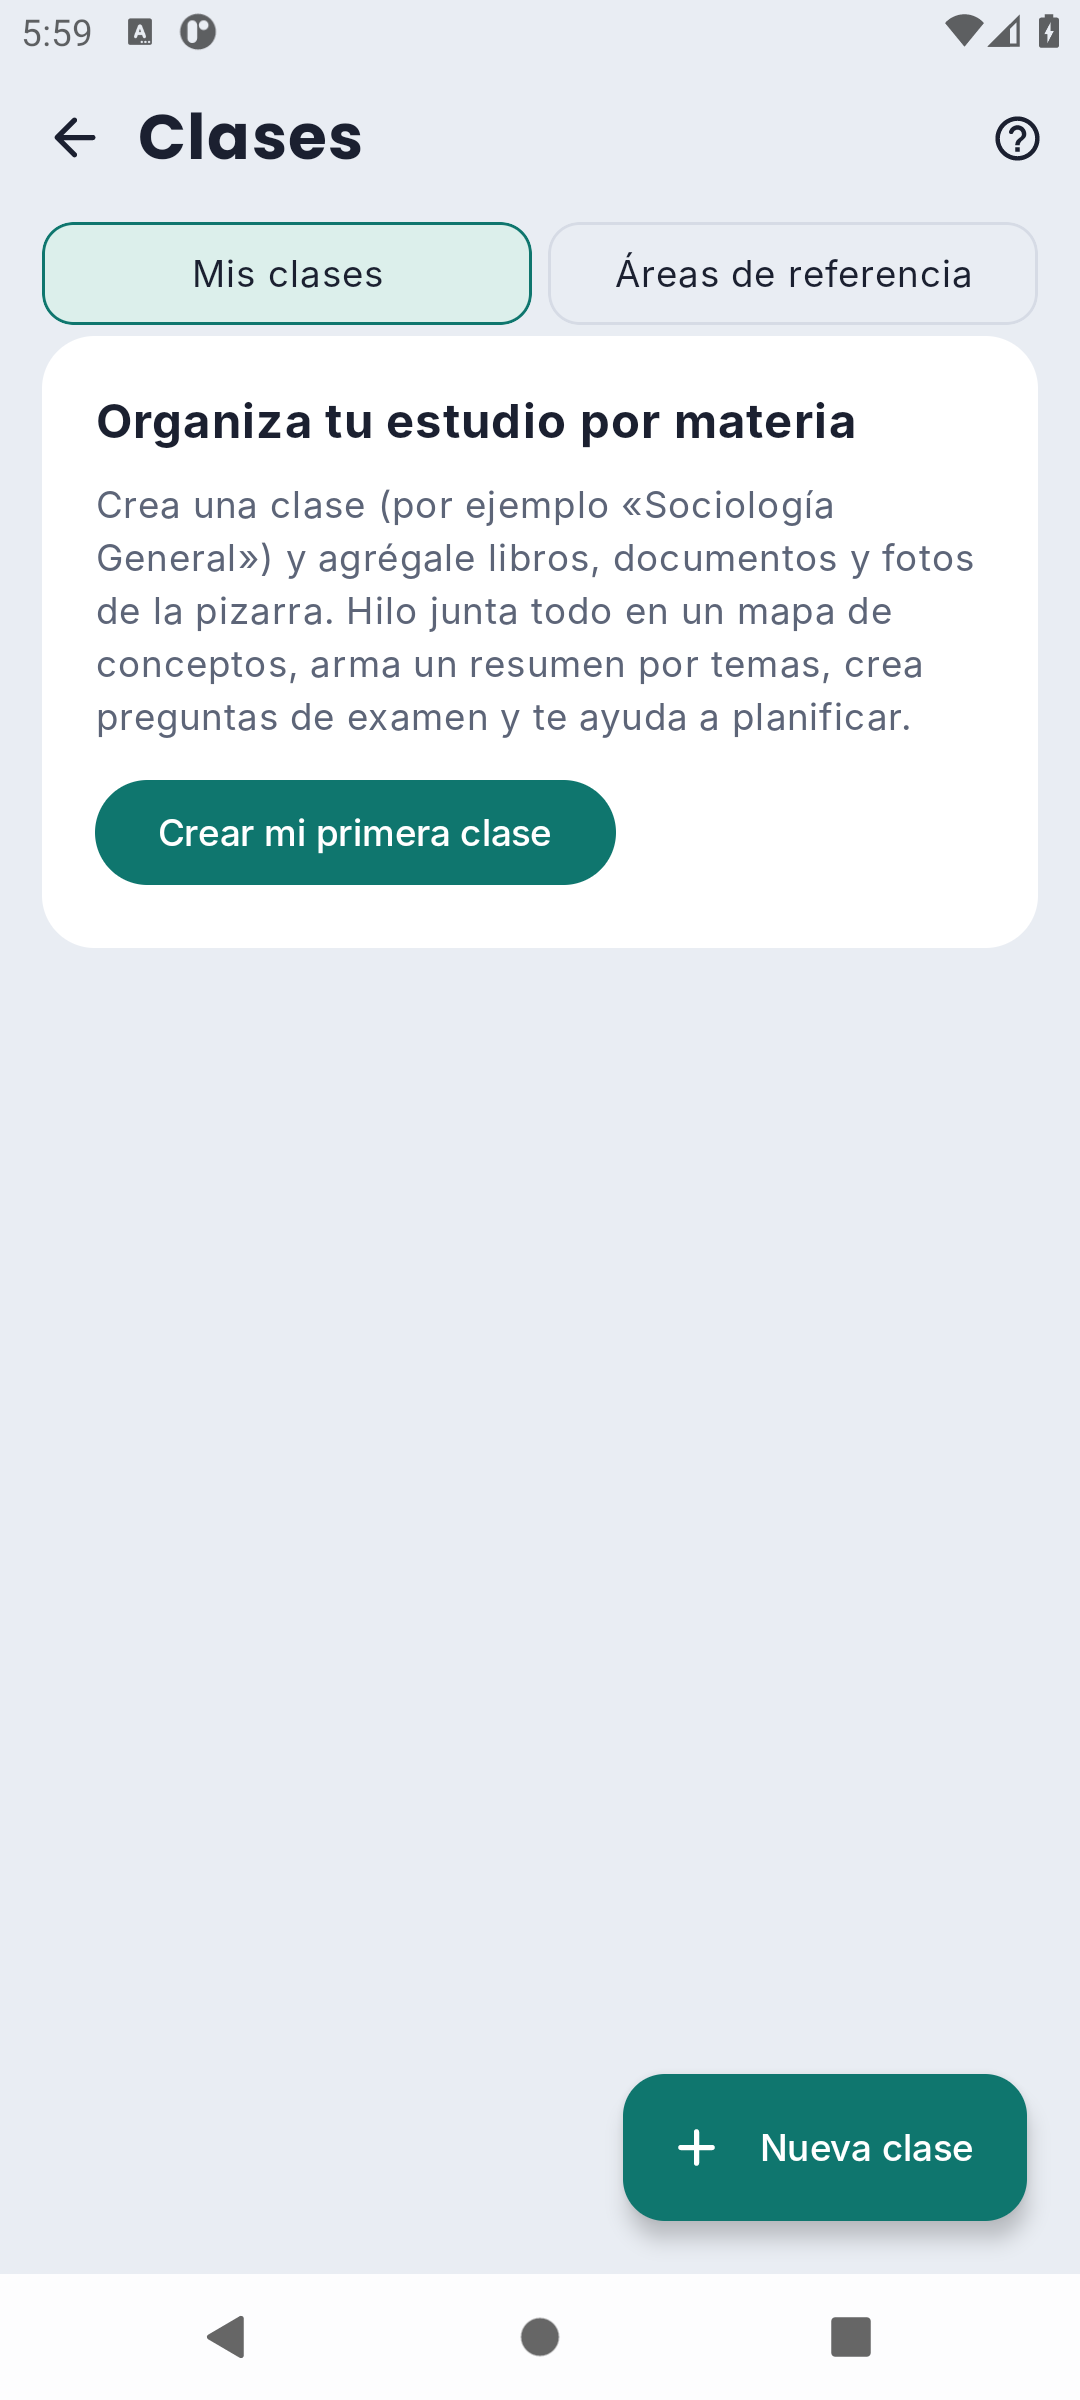 5:59
Clases
Mis clases
Áreas de referencia
Organiza tu estudio por materia
Crea una clase (por ejemplo «Sociología
General») y agrégale libros, documentos y fotos
de la pizarra. Hilo junta todo en un mapa de
conceptos, arma un resumen por temas, crea
preguntas de examen y te ayuda a planificar.
Crear mi primera clase
Nueva clase